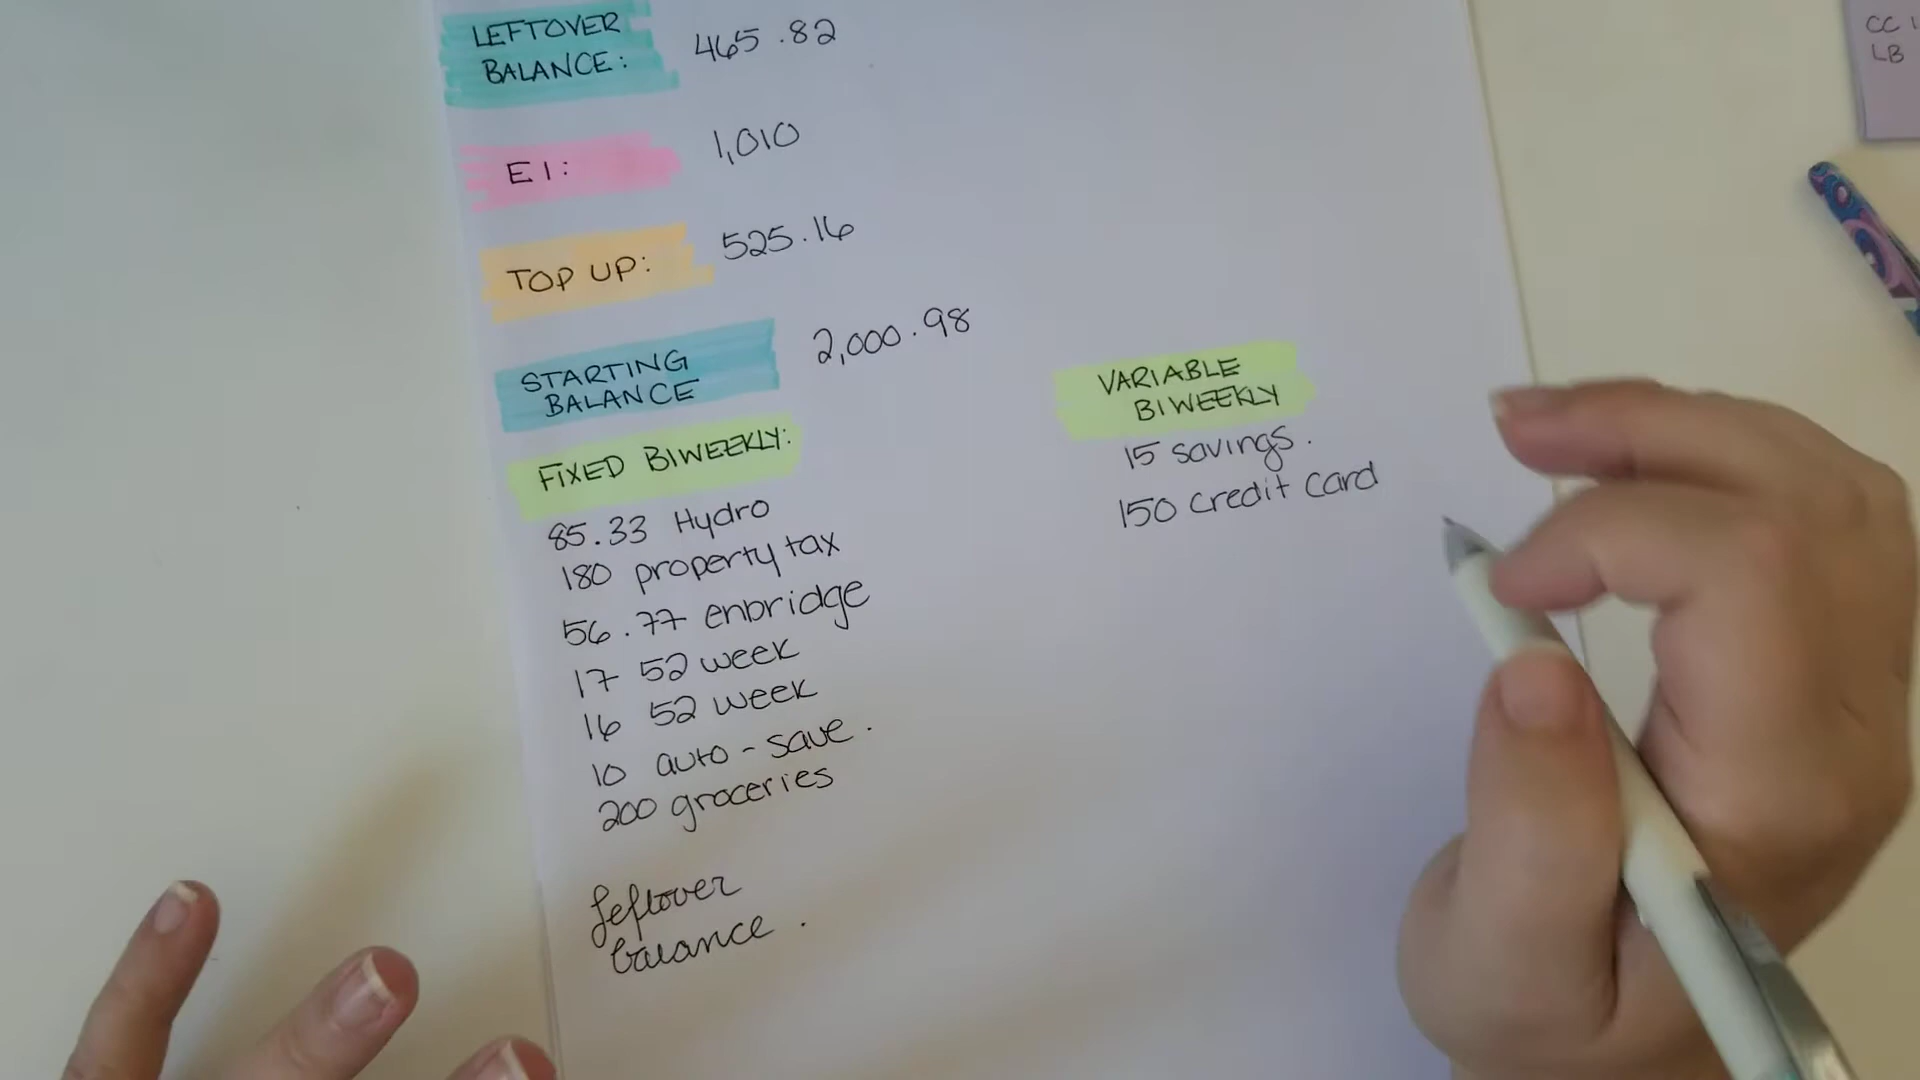 LEFTOVER
BALANCE: 465.82
EI: 1,010
TOP UP: 525.16
STARTING
BALANCE 2,000.98
FIXED BIWEEKLY:
85.33 Hydro
180 property tax
56.77 enbridge
17 52 week
16 52 week
10 auto-save.
200 groceries
leftover
balance.
VARIABLE
BIWEEKLY
15 savings.
150 credit card
CC
LB